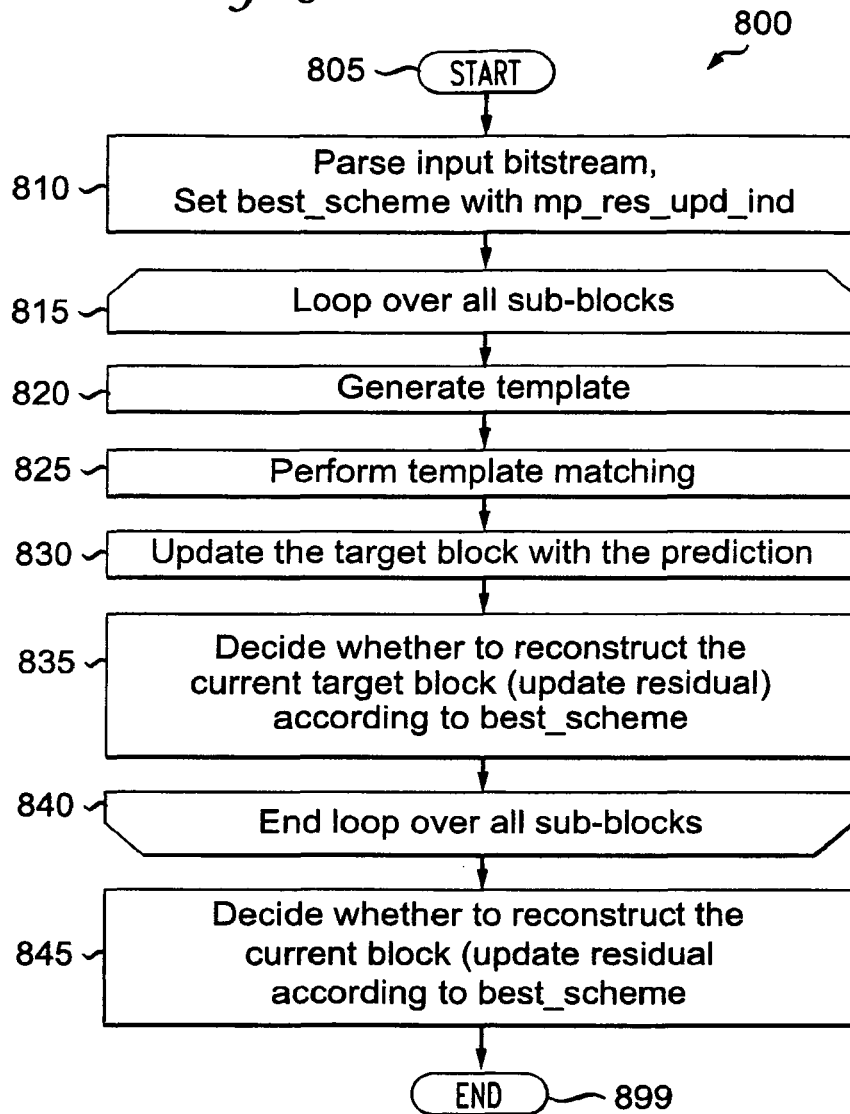 800
805 START
810 Parse input bitstream,
Set best_scheme with mp_res_upd_ind
815 Loop over all sub-blocks
820 Generate template
825 Perform template matching
830 Update the target block with the prediction
835 Decide whether to reconstruct the
current target block (update residual)
according to best_scheme
840 End loop over all sub-blocks
845 Decide whether to reconstruct the
current block (update residual
according to best_scheme
END 899